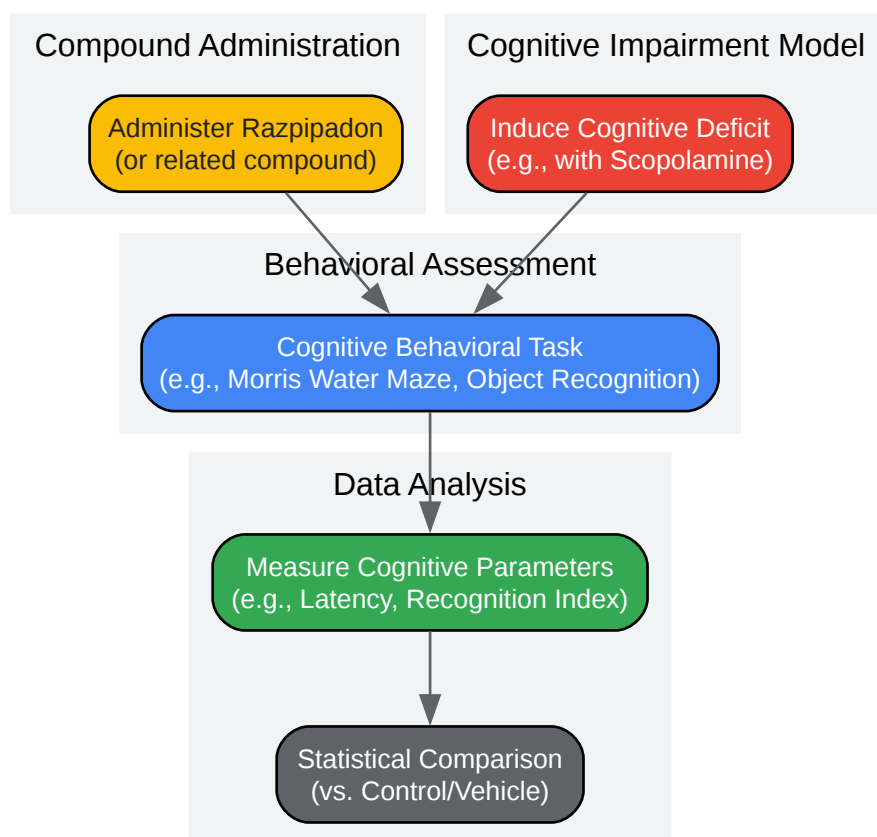 Compound Administration
Cognitive Impairment Model
Administer Razpipadon
(or related compound)
Induce Cognitive Deficit
(e.g., with Scopolamine)
Behavioral Assessment
Cognitive Behavioral Task
(e.g., Morris Water Maze, Object Recognition)
Data Analysis
Measure Cognitive Parameters
(e.g., Latency, Recognition Index)
Statistical Comparison
(vs. Control/Vehicle)